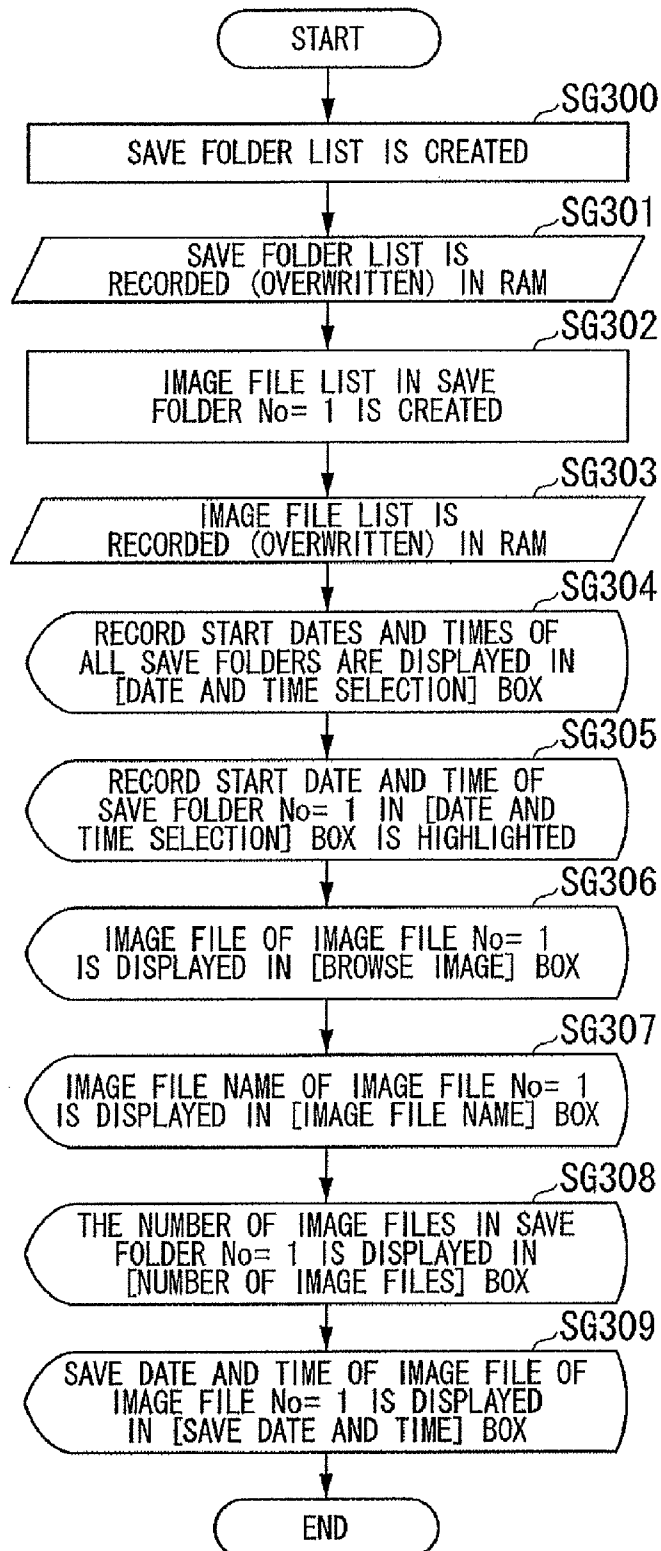 START
SG300
SAVE FOLDER LIST IS CREATED
SG301
SAVE FOLDER LIST IS
RECORDED (OVERWRITTEN) IN RAM
SG302
IMAGE FILE LIST IN SAVE
FOLDER No= 1 IS CREATED
SG303
IMAGE FILE LIST IS
RECORDED (OVERWRITTEN) IN RAM
SG304
RECORD START DATES AND TIMES OF
ALL SAVE FOLDERS ARE DISPLAYED IN
[DATE AND TIME SELECTION] BOX
SG305
RECORD START DATE AND TIME OF
SAVE FOLDER No= 1 IN [DATE AND
TIME SELECTION] BOX IS HIGHLIGHTED
SG306
IMAGE FILE OF IMAGE FILE No= 1
IS DISPLAYED IN [BROWSE IMAGE] BOX
SG307
IMAGE FILE NAME OF IMAGE FILE No= 1
IS DISPLAYED IN [IMAGE FILE NAME] BOX
SG308
THE NUMBER OF IMAGE FILES IN SAVE
FOLDER No= 1 IS DISPLAYED IN
[NUMBER OF IMAGE FILES] BOX
SG309
SAVE DATE AND TIME OF IMAGE FILE OF
IMAGE FILE No= 1 IS DISPLAYED
IN [SAVE DATE AND TIME] BOX
END